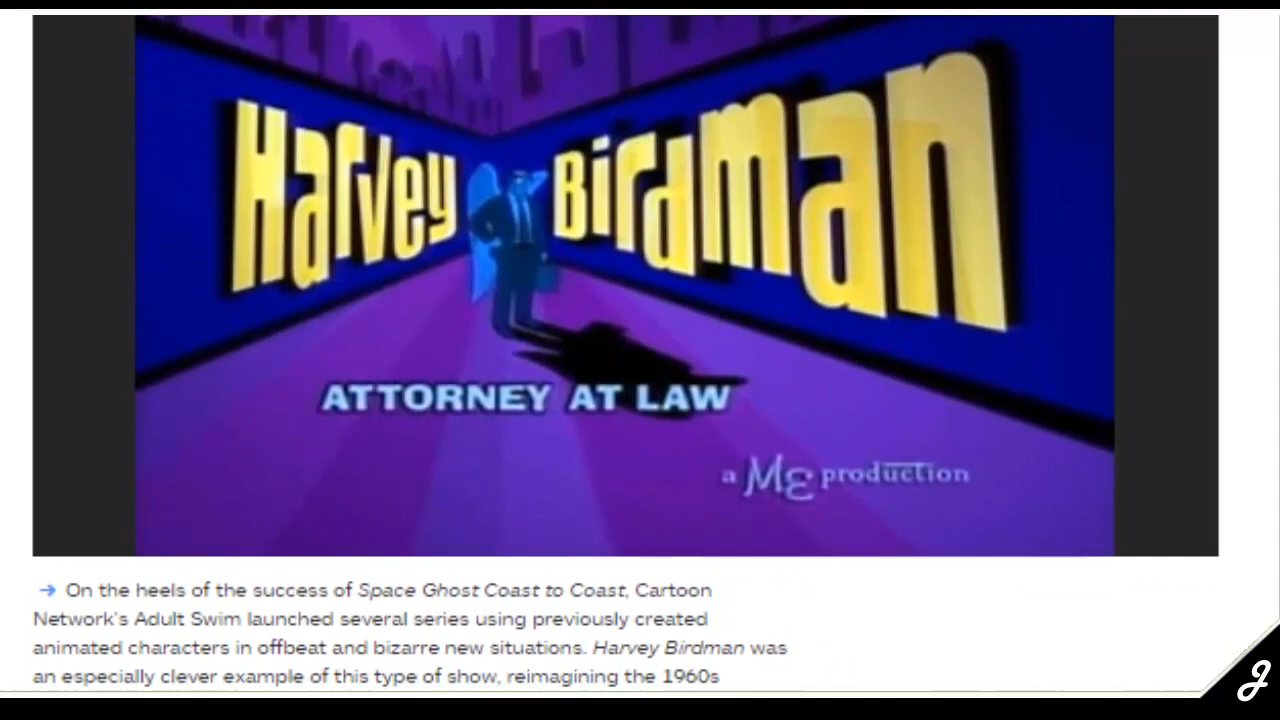 Harvey Birdman
ATTORNEY AT LAW
a ME production
→ On the heels of the success of Space Ghost Coast to Coast, Cartoon
Network's Adult Swim launched several series using previously created
animated characters in offbeat and bizarre new situations. Harvey Birdman was
an especially clever example of this type of show, reimagining the 1960s
J